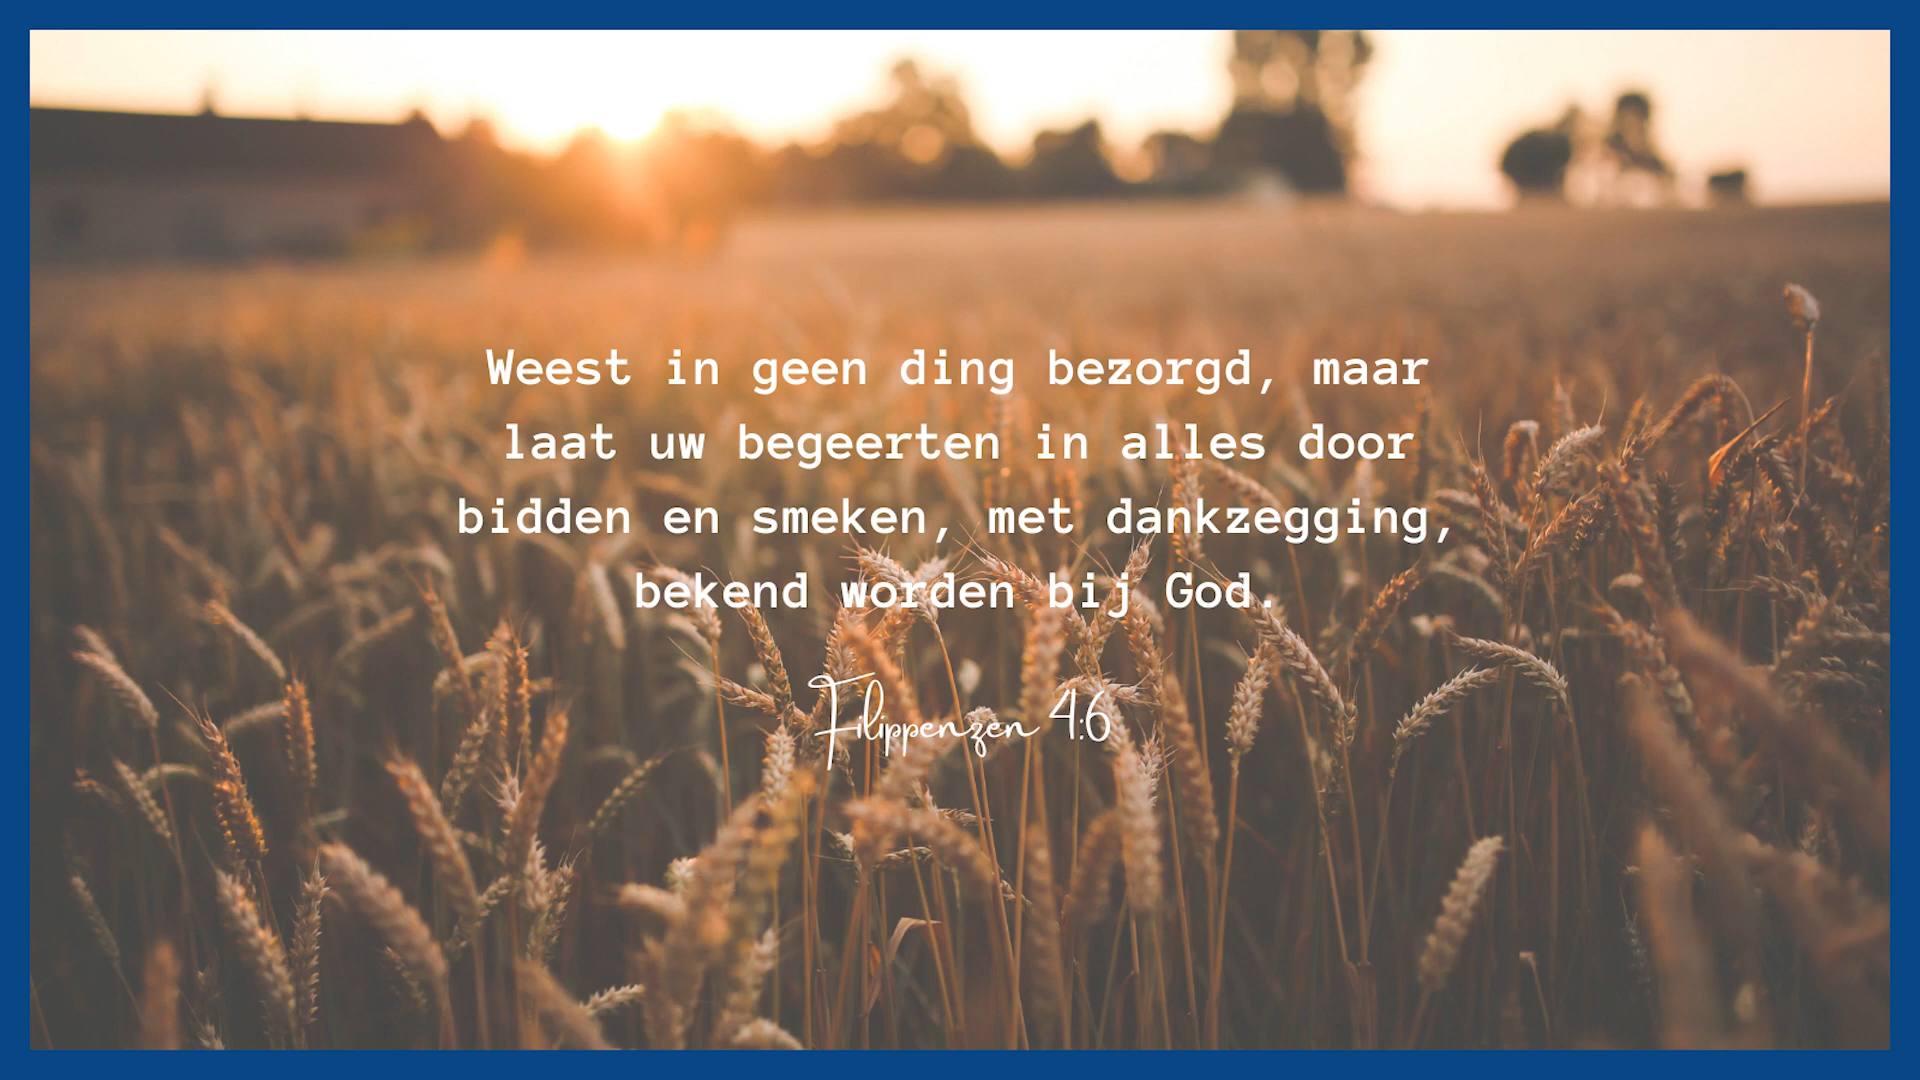 Weest in geen ding bezorgd, maar
laat uw begeerten in alles door
bidden en smeken, met dankzegging,
bekend worden bij God.
Filippenzen 4:6